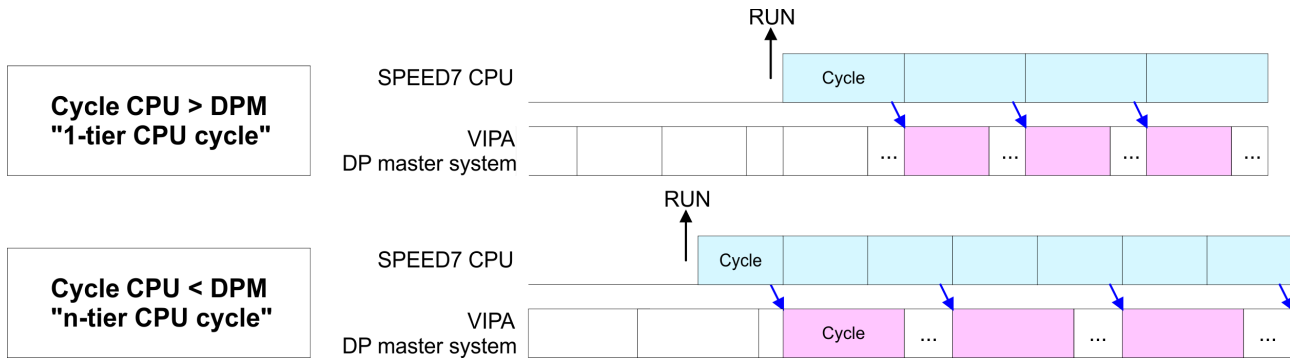 RUN
SPEED7 CPU
Cycle
Cycle CPU > DPM
"1-tier CPU cycle"
VIPA
DP master system
... ... ... ...
RUN
SPEED7 CPU
Cycle
Cycle CPU < DPM
"n-tier CPU cycle"
VIPA
DP master system
Cycle ... ... ...